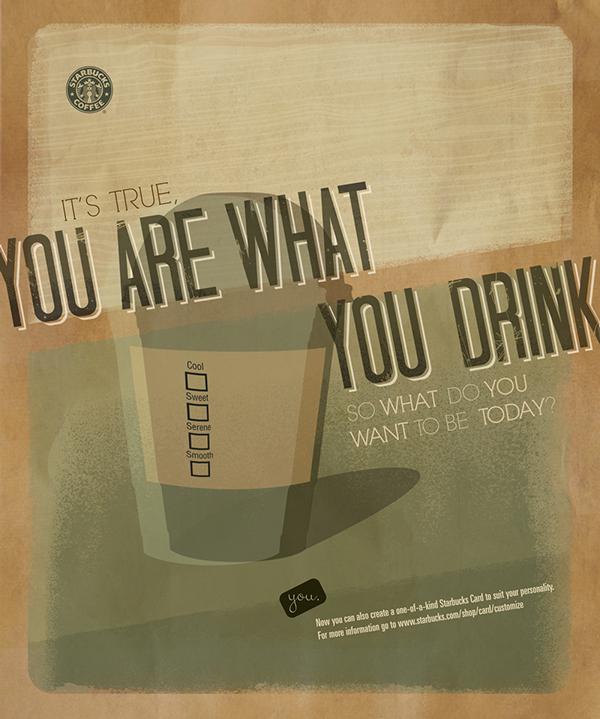 STARBUCKS
COFFEE
®
IT'S TRUE,
YOU ARE WHAT
YOU DRINK
SO WHAT DO YOU
WANT TO BE TODAY?
Cool
Sweet
Serene
Smooth
you.
Now you can also create a one-of-a-kind Starbucks Card to suit your personality.
For more information go to www.starbucks.com/shop/card/customize